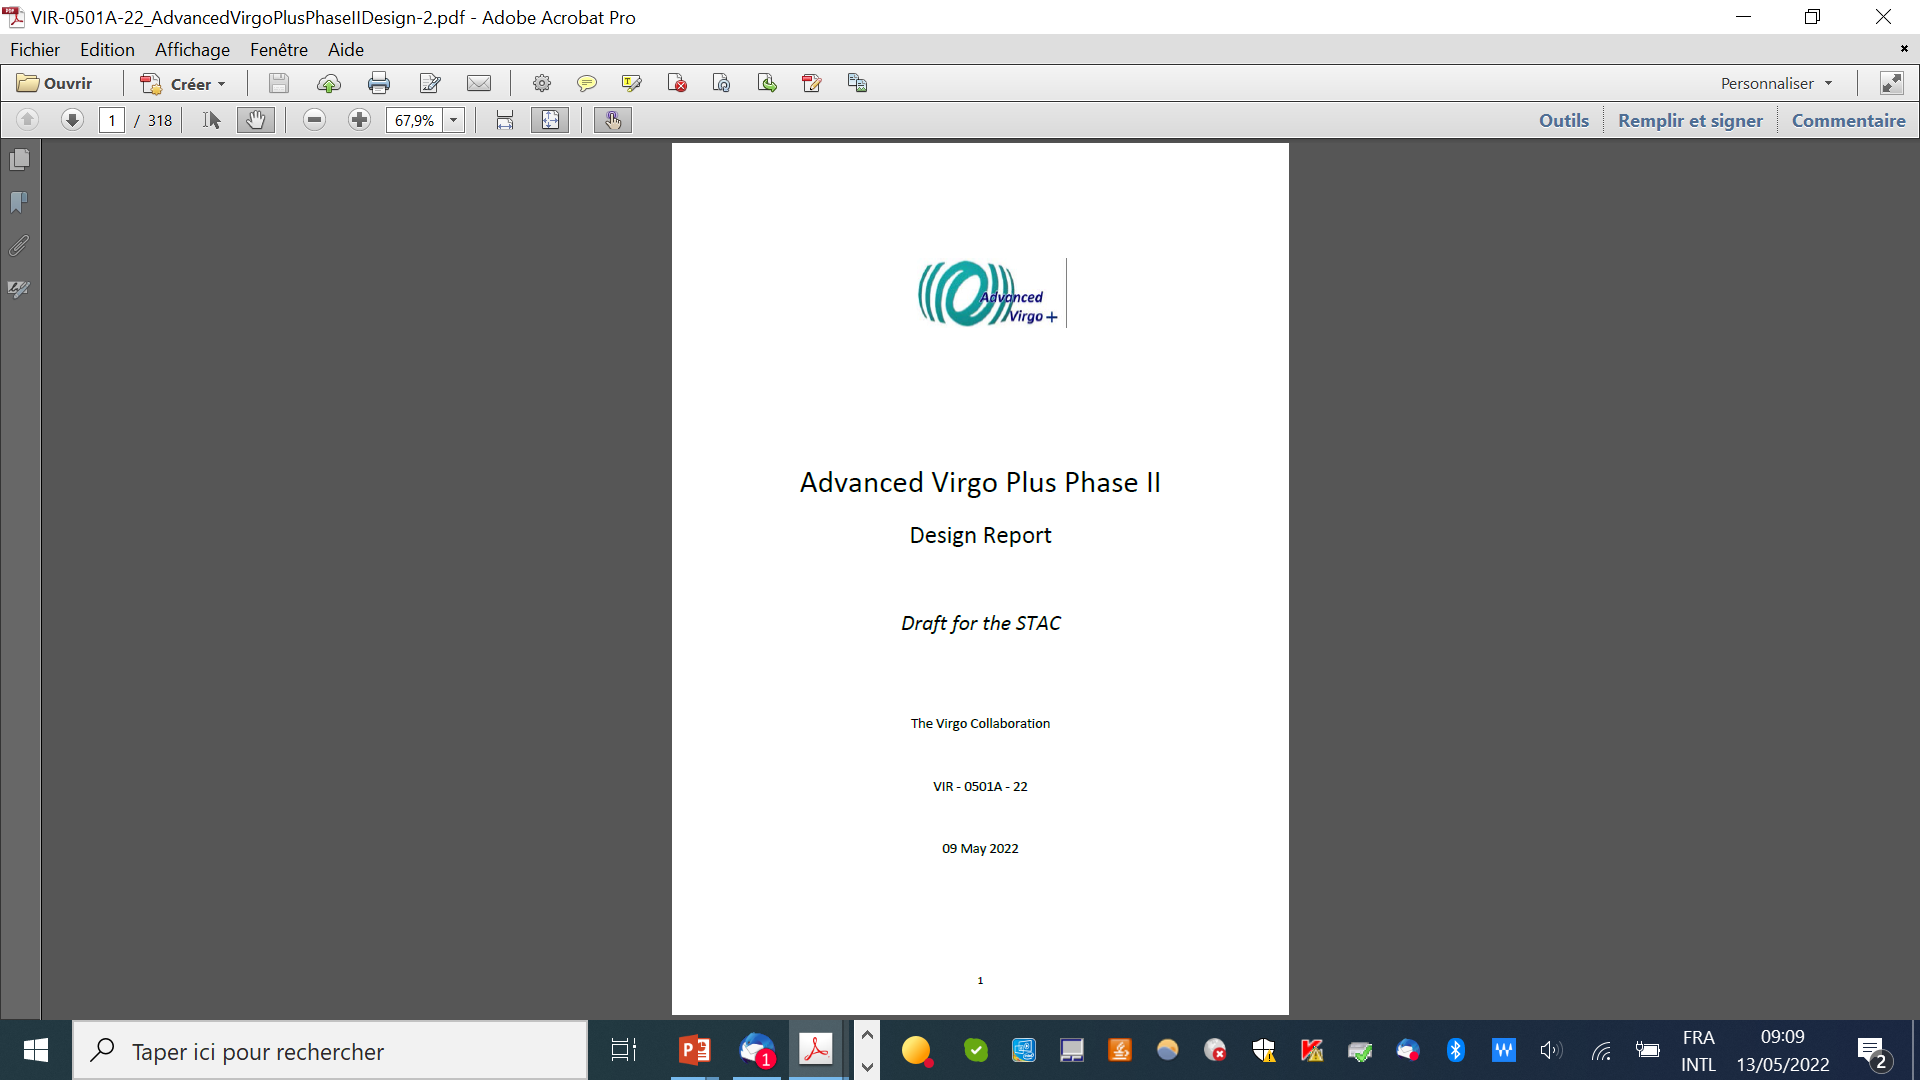 VIR-0501A-22_AdvancedVirgoPlusPhaseIIDesign-2.pdf - Adobe Acrobat Pro
Fichier Edition Affichage Fenêtre Aide
Ouvrir Créer Personnaliser
1 / 318 67,9% Outils Remplir et signer Commentaire
Advanced
Virgo +
Advanced Virgo Plus Phase II
Design Report
Draft for the STAC
The Virgo Collaboration
VIR - 0501A - 22
09 May 2022
1
Taper ici pour rechercher
1
FRA
INTL
09:09
13/05/2022
2